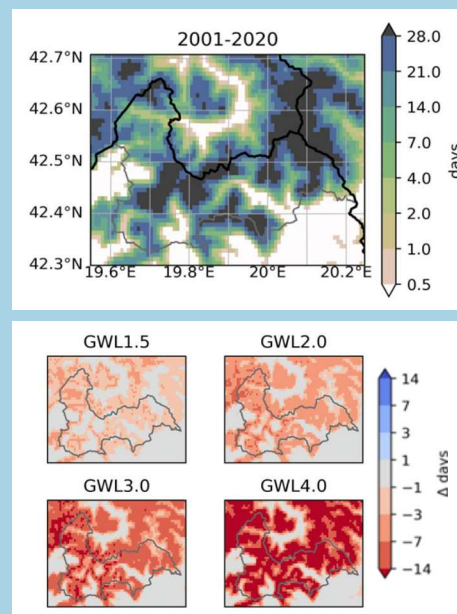 2001-2020
42.7°N
42.6°N
42.5°N
42.4°N
42.3°N
19.6°E 19.8°E 20°E 20.2°E
28.0
21.0
14.0
7.0
4.0
2.0
1.0
0.5
days
GWL1.5 GWL2.0
GWL3.0 GWL4.0
14
7
3
1
−1
−3
−7
−14
Δ days